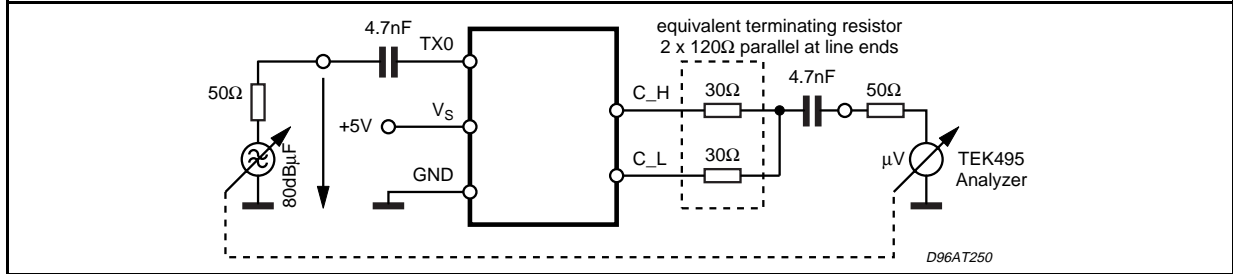 equivalent terminating resistor
2 x 120Ω parallel at line ends
4.7nF
TX0
4.7nF
50Ω
C_H
30Ω
50Ω
+5V
VS
80dBµF
GND
C_L
30Ω
µV
TEK495
Analyzer
D96AT250